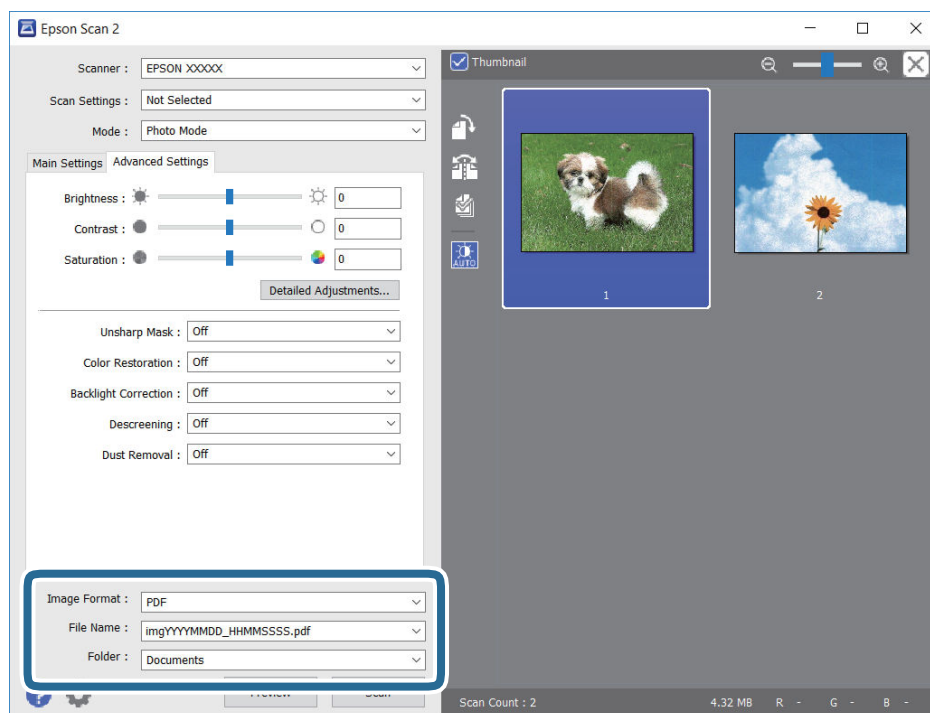 Epson Scan 2
Scanner : EPSON XXXXX
Scan Settings : Not Selected
Mode : Photo Mode
Main Settings Advanced Settings
Brightness : 0
Contrast : 0
Saturation : 0
Detailed Adjustments...
Unsharp Mask : Off
Color Restoration : Off
Backlight Correction : Off
Descreening : Off
Dust Removal : Off
Image Format : PDF
File Name : imgYYYYMMDD_HHMMSSSS.pdf
Folder : Documents
? Preview Scan
Thumbnail
AUTO
1 2
Scan Count : 2 4.32 MB R - G - B -